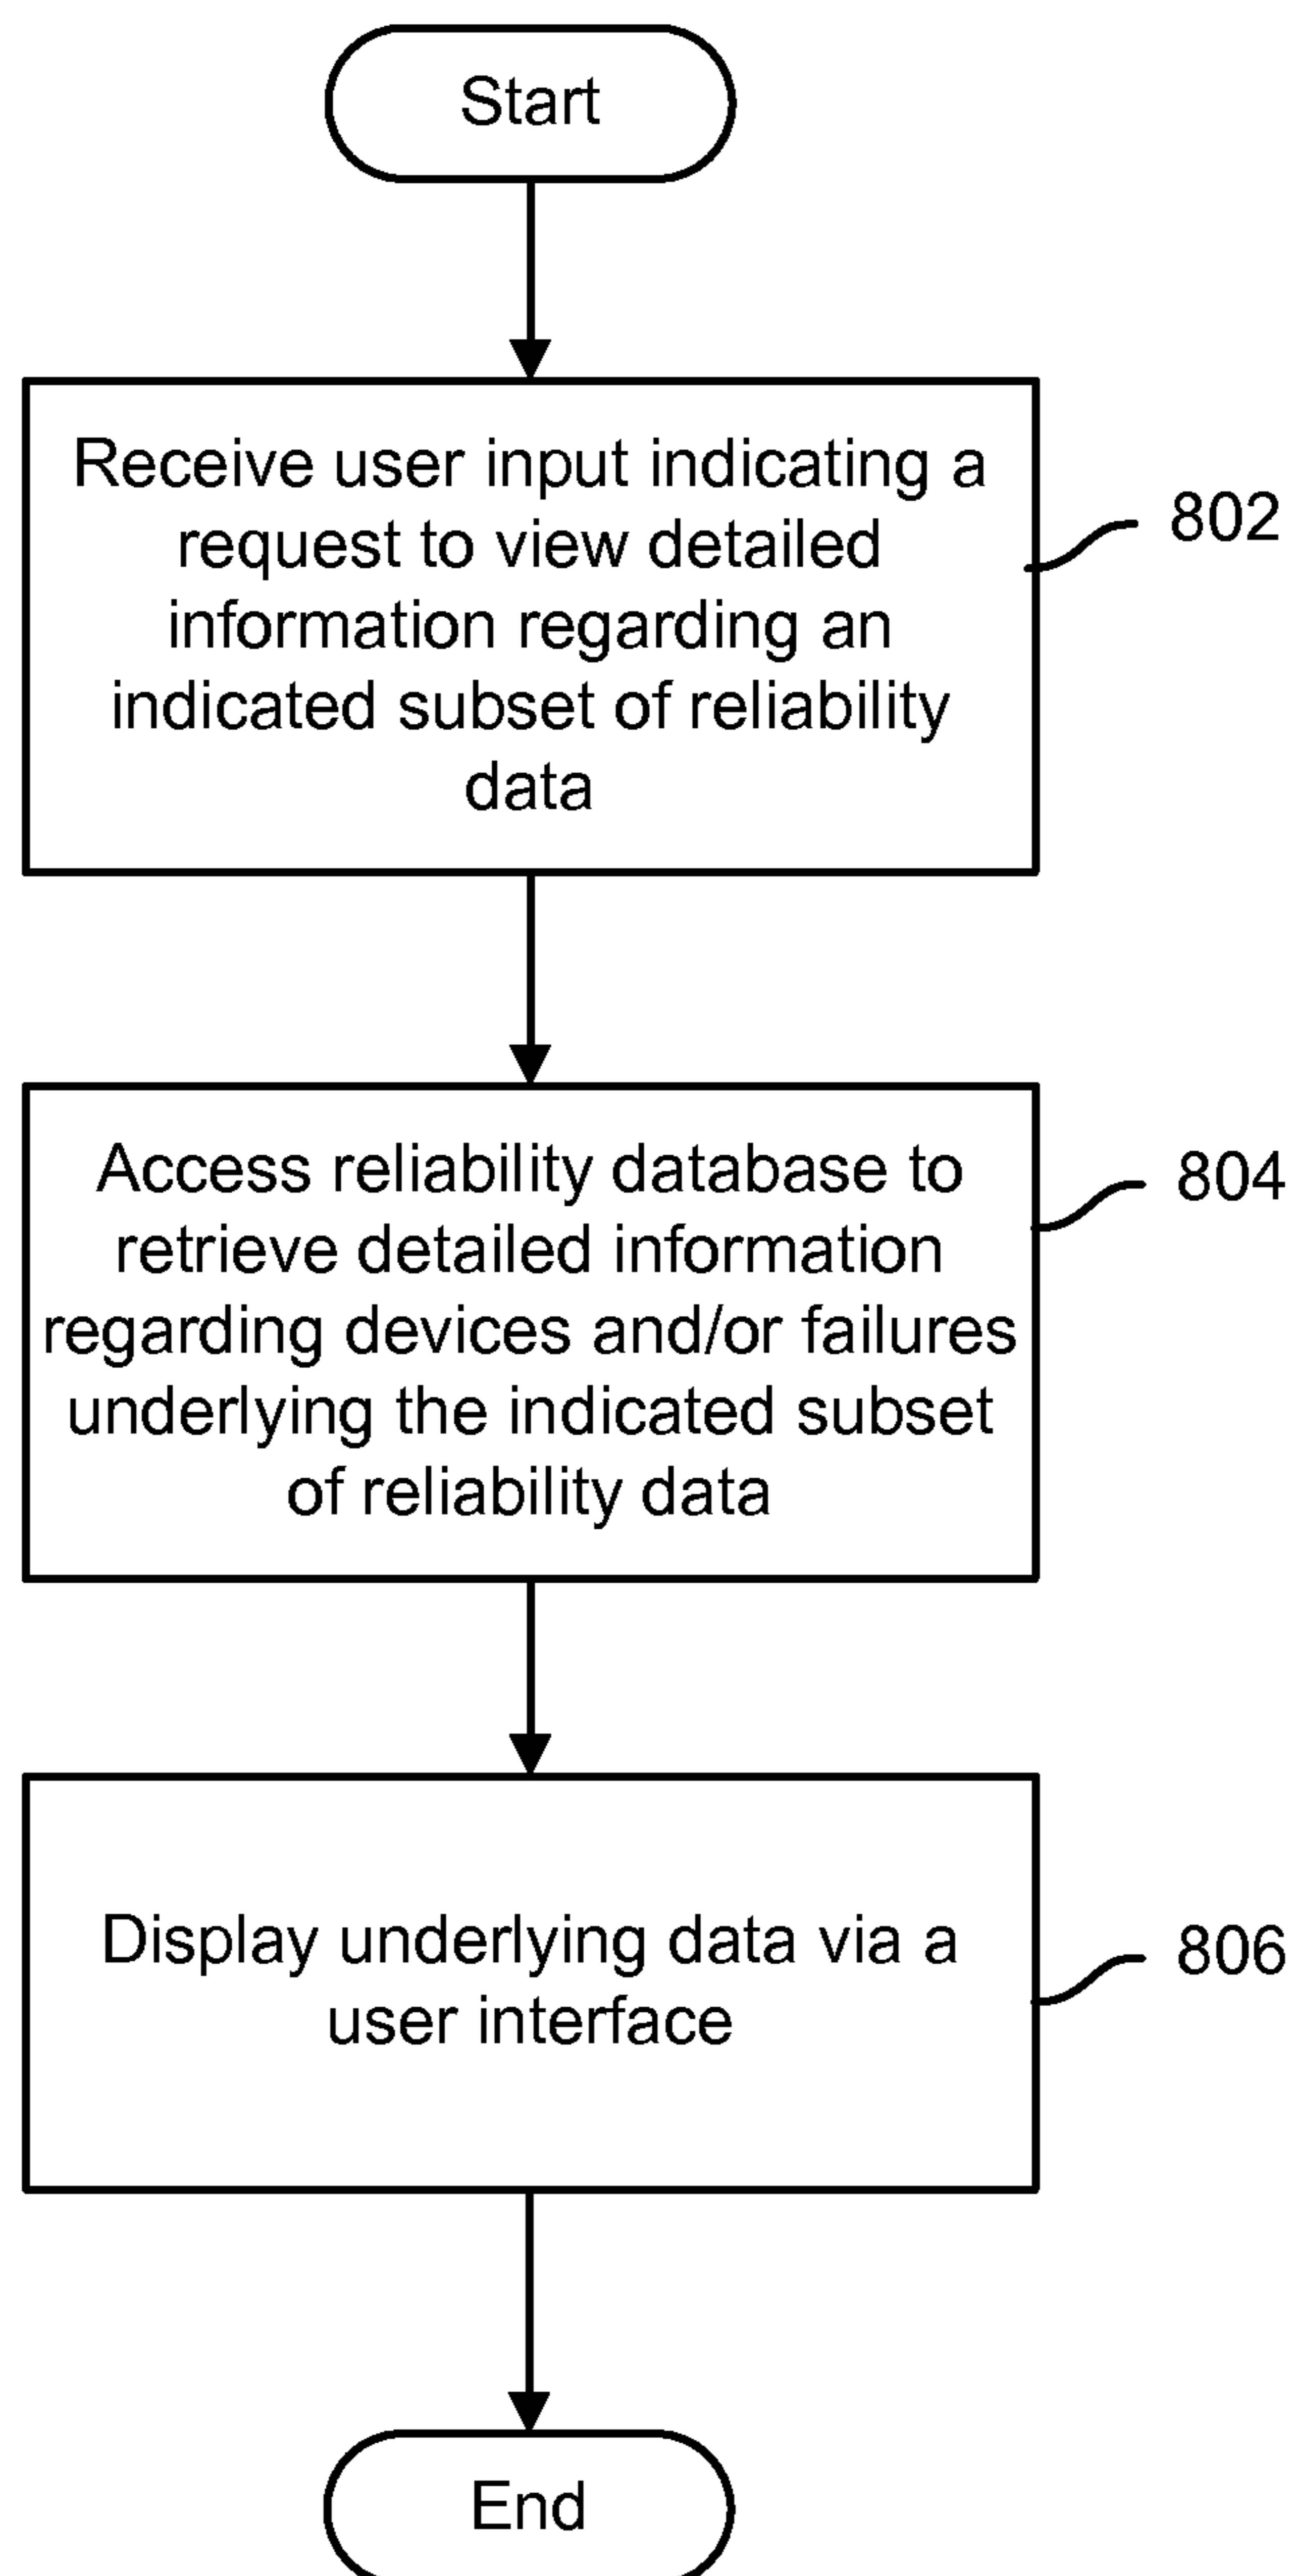 Start
Receive user input indicating a
request to view detailed
information regarding an
indicated subset of reliability
data
802
Access reliability database to
retrieve detailed information
regarding devices and/or failures
underlying the indicated subset
of reliability data
804
Display underlying data via a
user interface
806
End